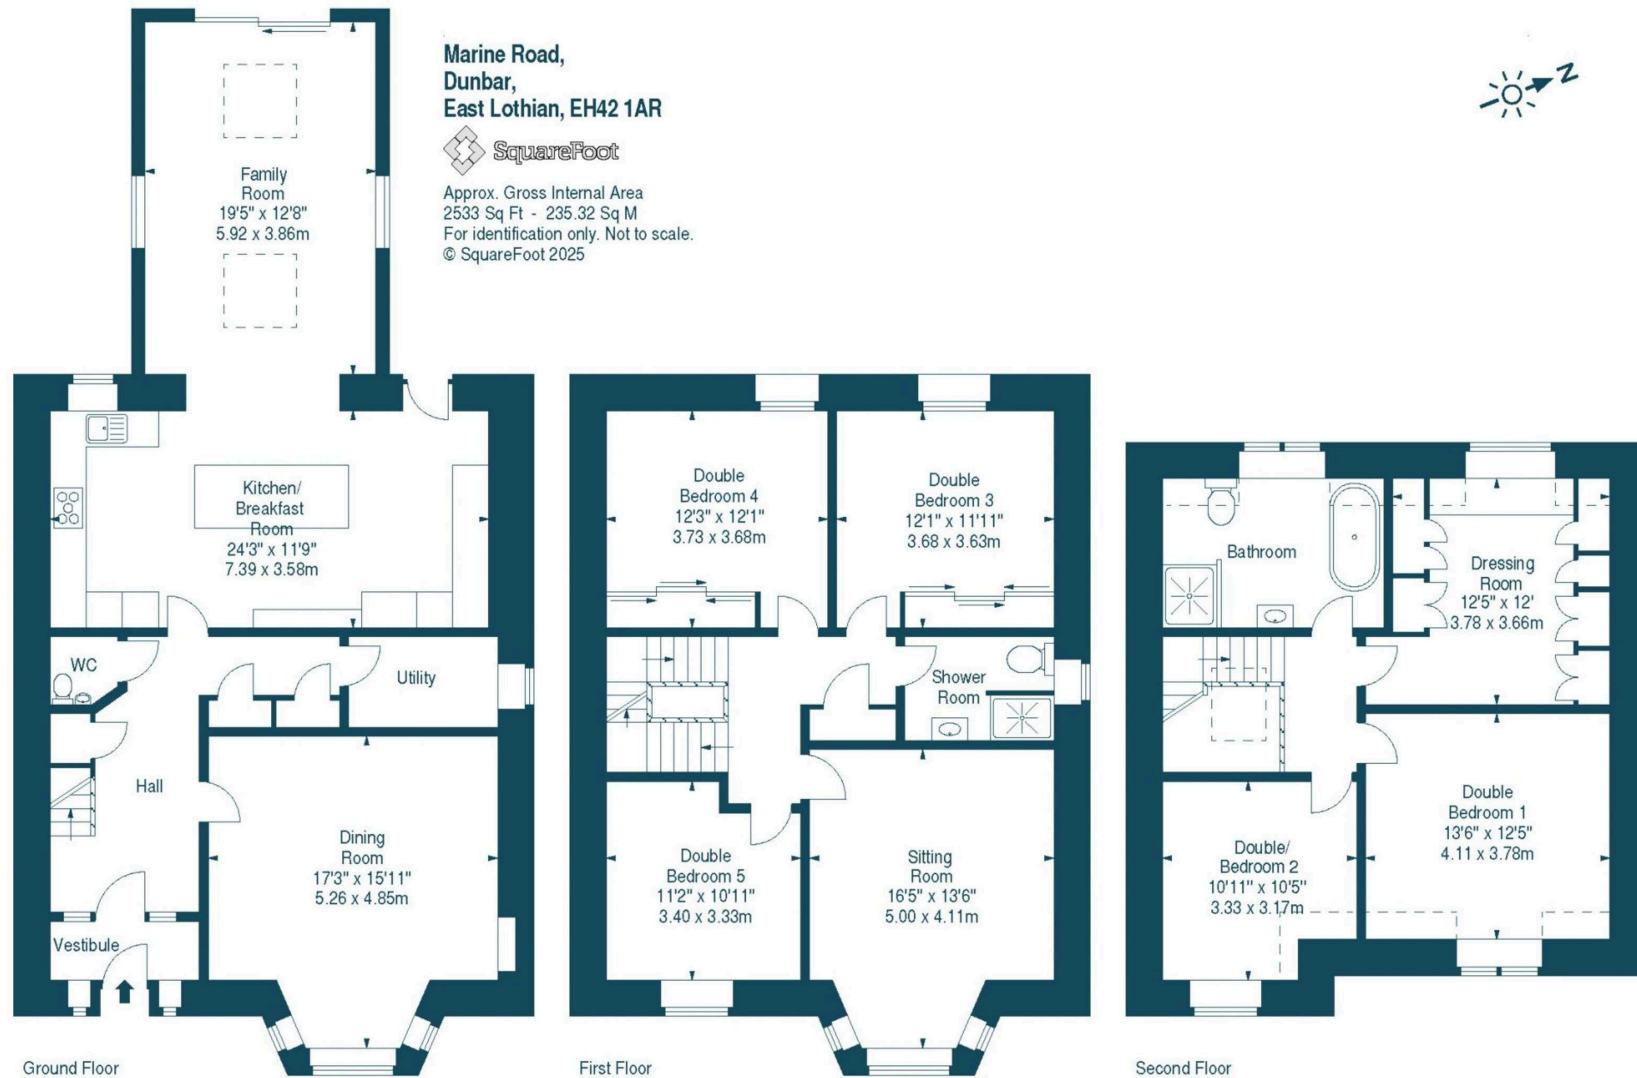 Marine Road,
Dunbar,
East Lothian, EH42 1AR
SquareFoot
Approx. Gross Internal Area
2533 Sq Ft - 235.32 Sq M
For identification only. Not to scale.
© SquareFoot 2025
N
Family
Room
19'5" x 12'8"
5.92 x 3.86m
Kitchen/
Breakfast
Room
24'3" x 11'9"
7.39 x 3.58m
WC
Utility
Hall
Dining
Room
17'3" x 15'11"
5.26 x 4.85m
Vestibule
Ground Floor
Double
Bedroom 4
12'3" x 12'1"
3.73 x 3.68m
Double
Bedroom 3
12'1" x 11'11"
3.68 x 3.63m
Shower
Room
Double
Bedroom 5
11'2" x 10'11"
3.40 x 3.33m
Sitting
Room
16'5" x 13'6"
5.00 x 4.11m
First Floor
Bathroom
Dressing
Room
12'5" x 12'
3.78 x 3.66m
Double/
Bedroom 2
10'11" x 10'5"
3.33 x 3.17m
Double
Bedroom 1
13'6" x 12'5"
4.11 x 3.78m
Second Floor